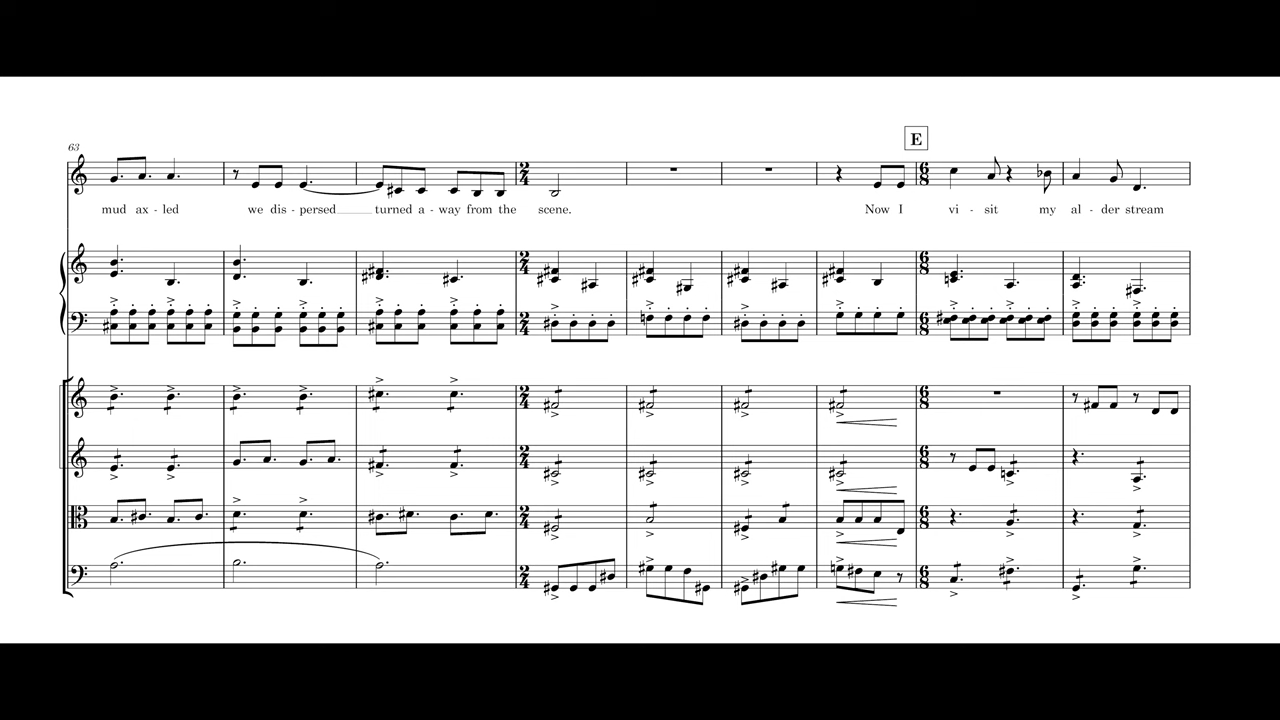 63
E
mud ax - led we dis - persed turned a - way from the scene. Now I vi - sit my al - der stream